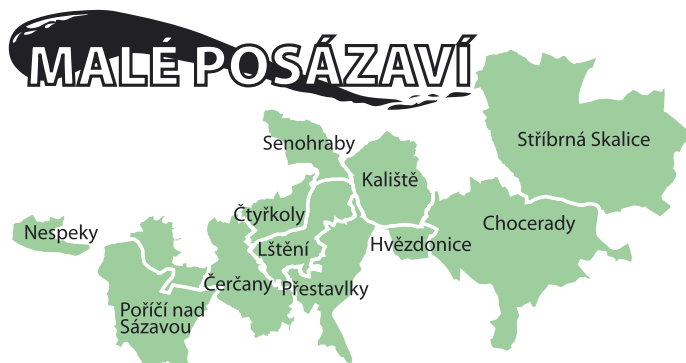 MALÉ POSÁZAVÍ
Stříbrná Skalice
Senohraby
Kaliště
Čtyřkoly
Chocerady
Nespeky
Lštění
Hvězdonice
Čerčany
Přestavlky
Poříčí nad
Sázavou